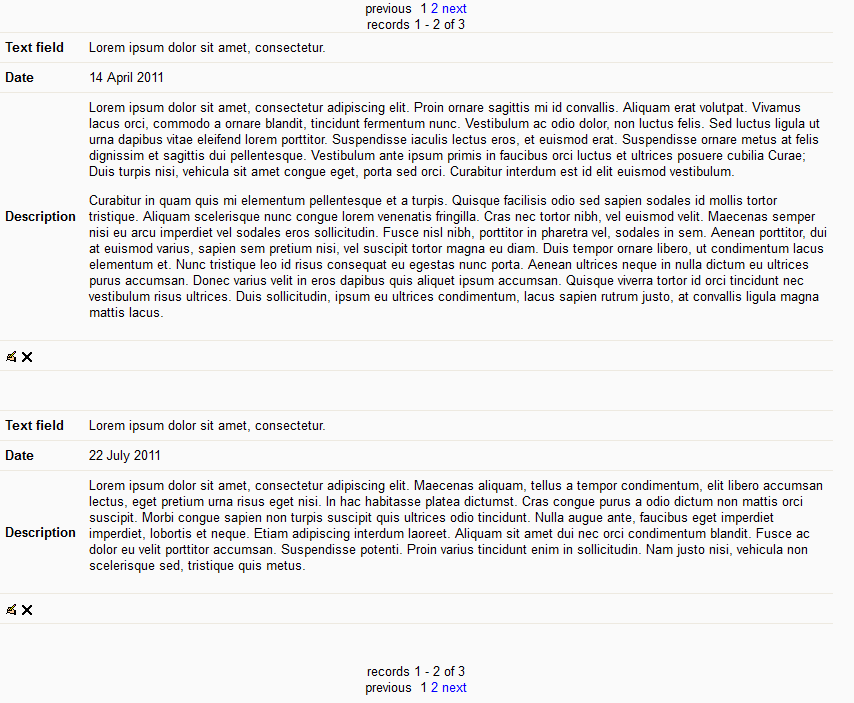 previous 1 2 next
records 1 - 2 of 3
Text field Lorem ipsum dolor sit amet, consectetur.
Date 14 April 2011
Lorem ipsum dolor sit amet, consectetur adipiscing elit. Proin ornare sagittis mi id convallis. Aliquam erat volutpat. Vivamus
lacus orci, commodo a ornare blandit, tincidunt fermentum nunc. Vestibulum ac odio dolor, non luctus felis. Sed luctus ligula ut
urna dapibus vitae eleifend lorem porttitor. Suspendisse iaculis lectus eros, et euismod erat. Suspendisse ornare metus at felis
dignissim et sagittis dui pellentesque. Vestibulum ante ipsum primis in faucibus orci luctus et ultrices posuere cubilia Curae;
Duis turpis nisi, vehicula sit amet congue eget, porta sed orci. Curabitur interdum est id elit euismod vestibulum.
Curabitur in quam quis mi elementum pellentesque et a turpis. Quisque facilisis odio sed sapien sodales id mollis tortor
Description tristique. Aliquam scelerisque nunc congue lorem venenatis fringilla. Cras nec tortor nibh, vel euismod velit. Maecenas semper
nisi eu arcu imperdiet vel sodales eros sollicitudin. Fusce nisl nibh, porttitor in pharetra vel, sodales in sem. Aenean porttitor, dui
at euismod varius, sapien sem pretium nisi, vel suscipit tortor magna eu diam. Duis tempor ornare libero, ut condimentum lacus
elementum et. Nunc tristique leo id risus consequat eu egestas nunc porta. Aenean ultrices neque in nulla dictum eu ultrices
purus accumsan. Donec varius velit in eros dapibus quis aliquet ipsum accumsan. Quisque viverra tortor id orci tincidunt nec
vestibulum risus ultrices. Duis sollicitudin, ipsum eu ultrices condimentum, lacus sapien rutrum justo, at convallis ligula magna
mattis lacus.
Text field Lorem ipsum dolor sit amet, consectetur.
Date 22 July 2011
Lorem ipsum dolor sit amet, consectetur adipiscing elit. Maecenas aliquam, tellus a tempor condimentum, elit libero accumsan
lectus, eget pretium urna risus eget nisi. In hac habitasse platea dictumst. Cras congue purus a odio dictum non mattis orci
suscipit. Morbi congue sapien non turpis suscipit quis ultrices odio tincidunt. Nulla augue ante, faucibus eget imperdiet
Description imperdiet, lobortis et neque. Etiam adipiscing interdum laoreet. Aliquam sit amet dui nec orci condimentum blandit. Fusce ac
dolor eu velit porttitor accumsan. Suspendisse potenti. Proin varius tincidunt enim in sollicitudin. Nam justo nisi, vehicula non
scelerisque sed, tristique quis metus.
records 1 - 2 of 3
previous 1 2 next